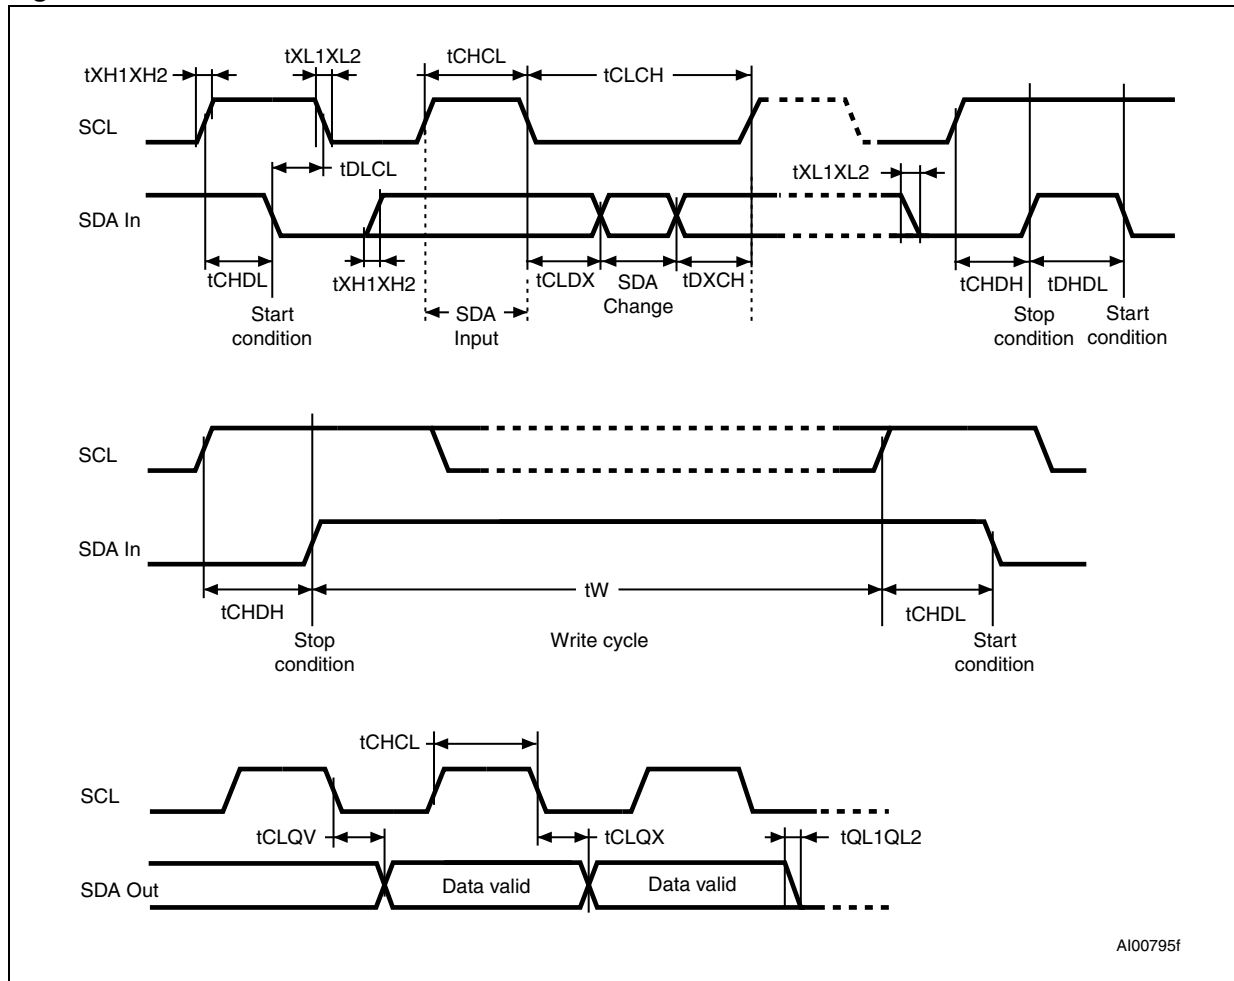 tXH1XH2
tXL1XL2
tCHCL
tCLCH
SCL
tDLCL
tXL1XL2
SDA In
tCHDL
tXH1XH2
tCLDX
SDA
Change
tDXCH
tCHDH
tDHDL
Start
condition
SDA
Input
Stop
condition
Start
condition
SCL
SDA In
tCHDH
tW
tCHDL
Stop
condition
Write cycle
Start
condition
tCHCL
SCL
tCLQV
tCLQX
tQL1QL2
SDA Out
Data valid
Data valid
AI00795f